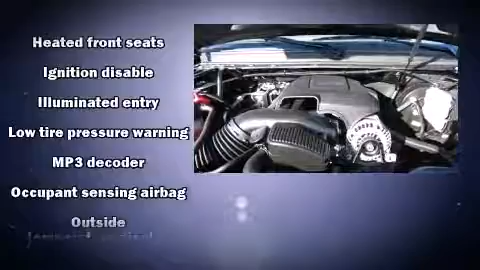 Heated front seats
Ignition disable
Illuminated entry
Low tire pressure warning
MP3 decoder
Occupant sensing airbag
Outside